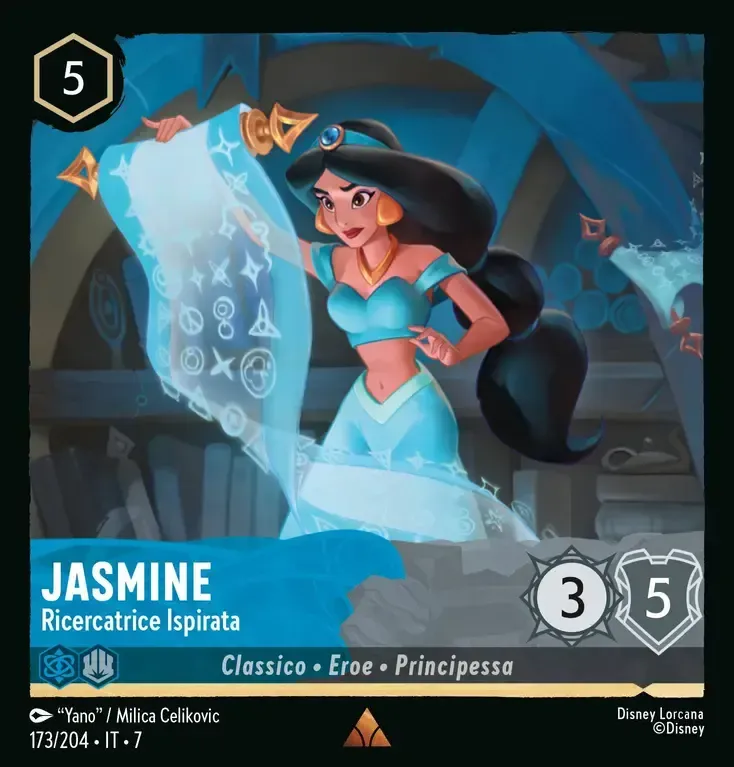 5
JASMINE
Ricercatrice Ispirata
3
5
Classico • Eroe • Principessa
“Yano” / Milica Celikovic
Disney Lorcana
173/204 • IT • 7
©Disney